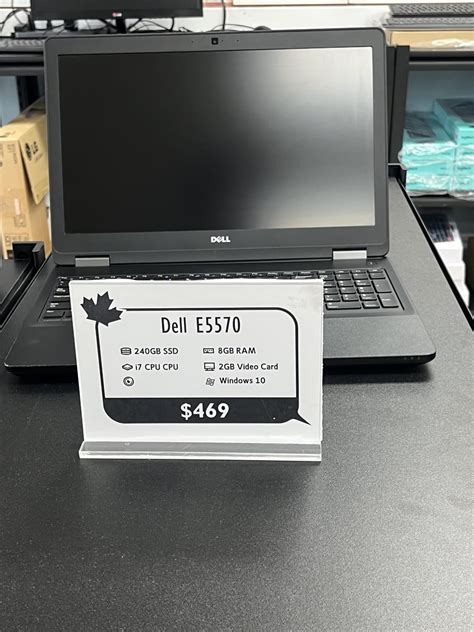 DELL
Dell E5570
240GB SSD 8GB RAM
i7 CPU CPU 2GB Video Card
Windows 10
$469